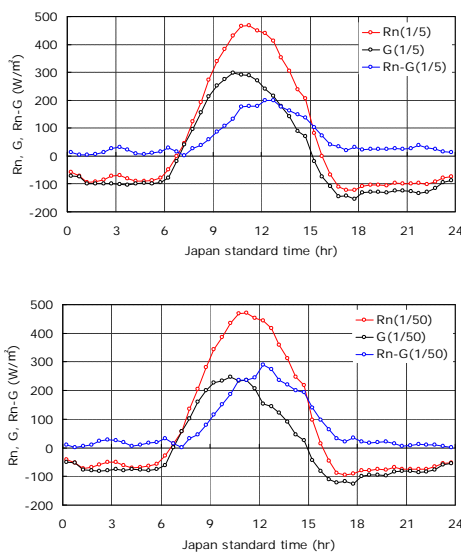 Rn, G, Rn-G (W/m²)
500
400
300
200
100
0
-100
-200
Rn(1/5)
G(1/5)
Rn-G(1/5)
0 3 6 9 12 15 18 21 24
Japan standard time (hr)
Rn, G, Rn-G (W/m²)
500
400
300
200
100
0
-100
-200
Rn(1/50)
G(1/50)
Rn-G(1/50)
0 3 6 9 12 15 18 21 24
Japan standard time (hr)